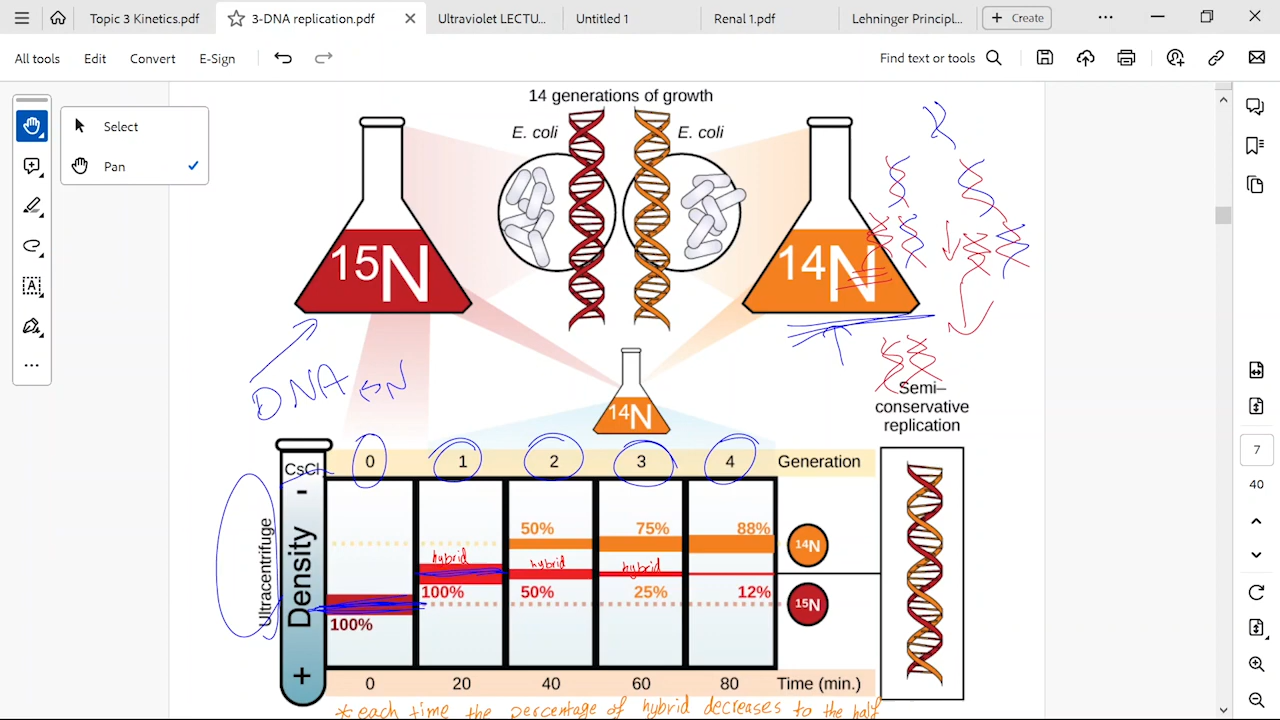 Topic 3 Kinetics.pdf
3-DNA replication.pdf
Ultraviolet LECTU...
Untitled 1
Renal 1.pdf
Lehninger Principl...
+ Create
All tools
Edit
Convert
E-Sign
Find text or tools
Select
Pan
14 generations of growth
E. coli
E. coli
15N
14N
14N
DNA
N
Semi–
conservative
replication
CsCl
0 1 2 3 4 Generation
-
Density
+
Ultracentrifuge
50% 75% 88%
14N
hybrid hybrid hybrid
100% 50% 25% 12%
15N
100%
0 20 40 60 80 Time (min.)
* each time the percentage of hybrid decreases to the half
7
40